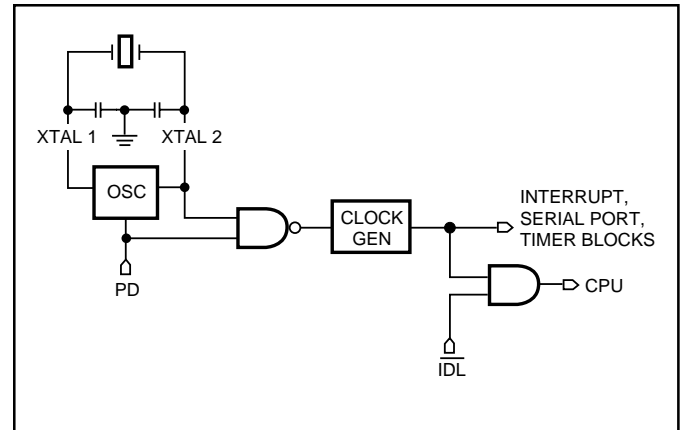 XTAL 1
XTAL 2
OSC
PD
CLOCK
GEN
INTERRUPT,
SERIAL PORT,
TIMER BLOCKS
CPU
IDL